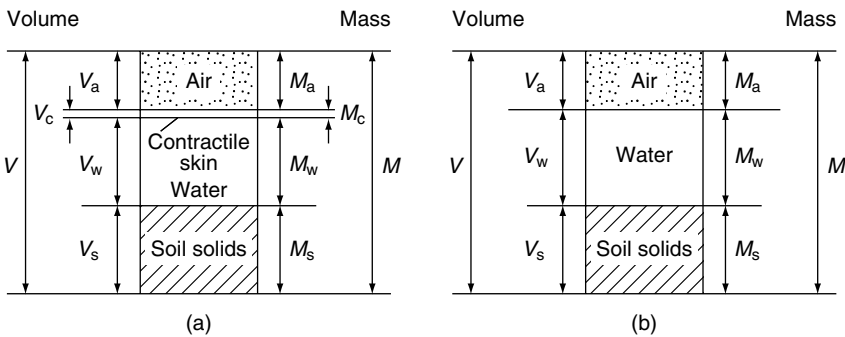 Volume Mass
V
Va
Vc
Vw
Vs
Air
Contractile
skin
Water
Soil solids
Ma
Mc
Mw
Ms
M
(a)
Volume Mass
V
Va
Vw
Vs
Air
Water
Soil solids
Ma
Mw
Ms
M
(b)